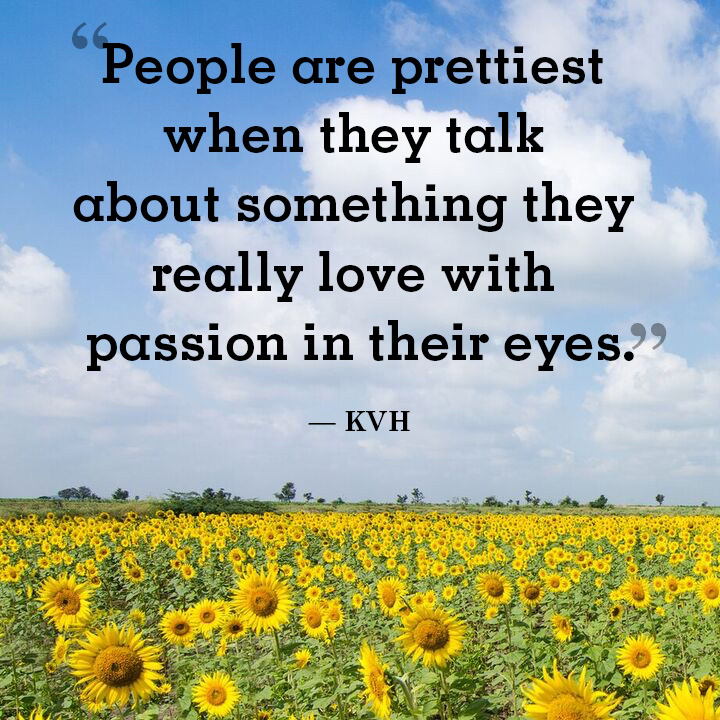 “People are prettiest
when they talk
about something they
really love with
passion in their eyes.”
— KVH